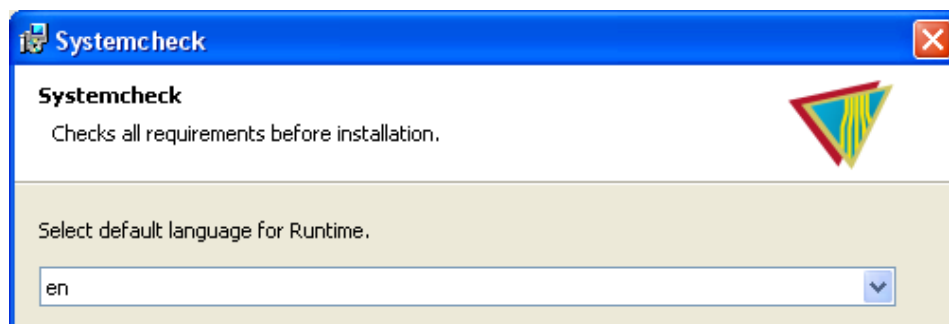 Systemcheck
Systemcheck
Checks all requirements before installation.
Select default language for Runtime.
en